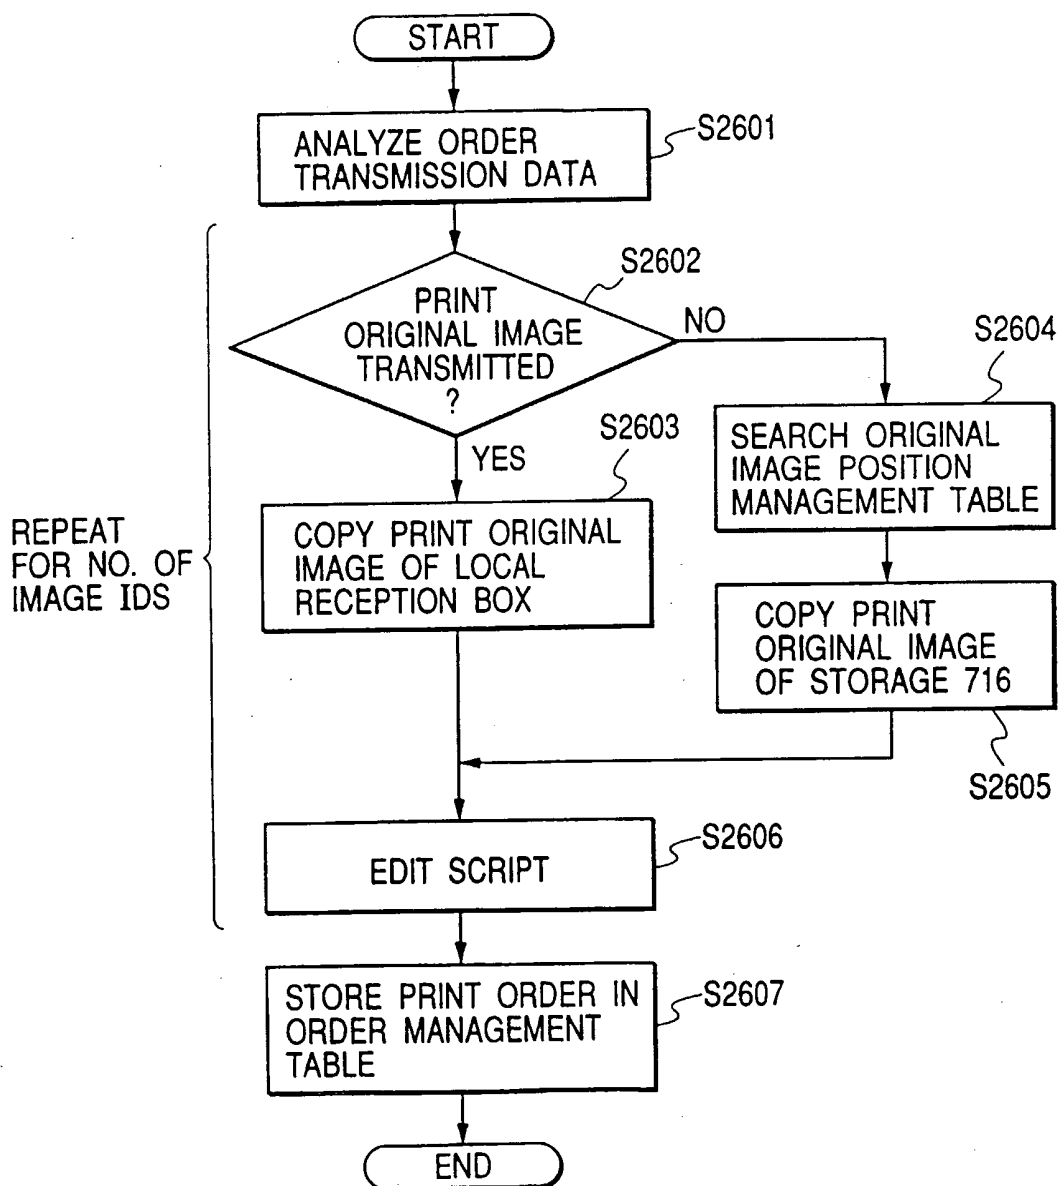 START
ANALYZE ORDER
TRANSMISSION DATA
S2601
S2602
PRINT
ORIGINAL IMAGE
TRANSMITTED
?
NO
YES
S2603
COPY PRINT ORIGINAL
IMAGE OF LOCAL
RECEPTION BOX
S2604
SEARCH ORIGINAL
IMAGE POSITION
MANAGEMENT TABLE
COPY PRINT
ORIGINAL IMAGE
OF STORAGE 716
S2605
REPEAT
FOR NO. OF
IMAGE IDS
S2606
EDIT SCRIPT
S2607
STORE PRINT ORDER IN
ORDER MANAGEMENT
TABLE
END